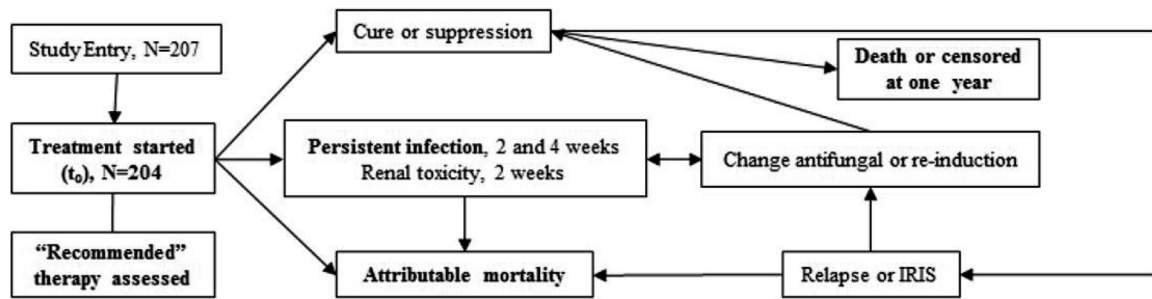 Study Entry, N=207
Treatment started
(t₀), N=204
“Recommended”
therapy assessed
Cure or suppression
Death or censored
at one year
Persistent infection, 2 and 4 weeks
Renal toxicity, 2 weeks
Change antifungal or re-induction
Attributable mortality
Relapse or IRIS